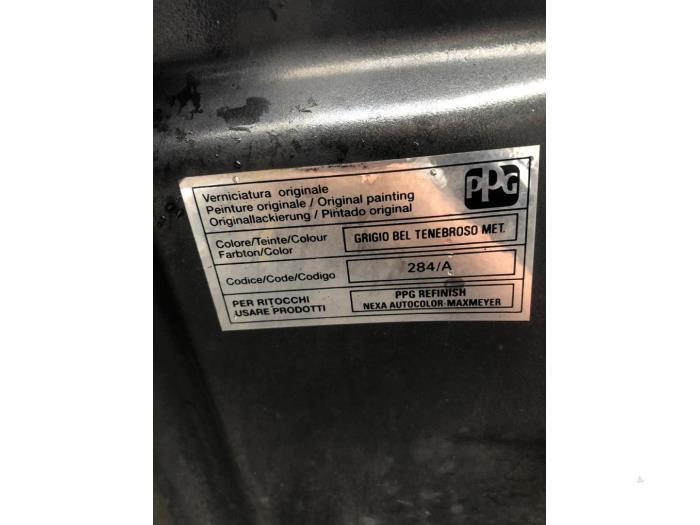 Verniciatura originale
Peinture originale / Original painting
Originallackierung / Pintado original
PPG
Colore/Teinte/Colour
Farbton/Color
GRIGIO BEL TENEBROSO MET.
Codice/Code/Codigo
284/A
PER RITOCCHI
USARE PRODOTTI
PPG REFINISH
NEXA AUTOCOLOR-MAXMEYER